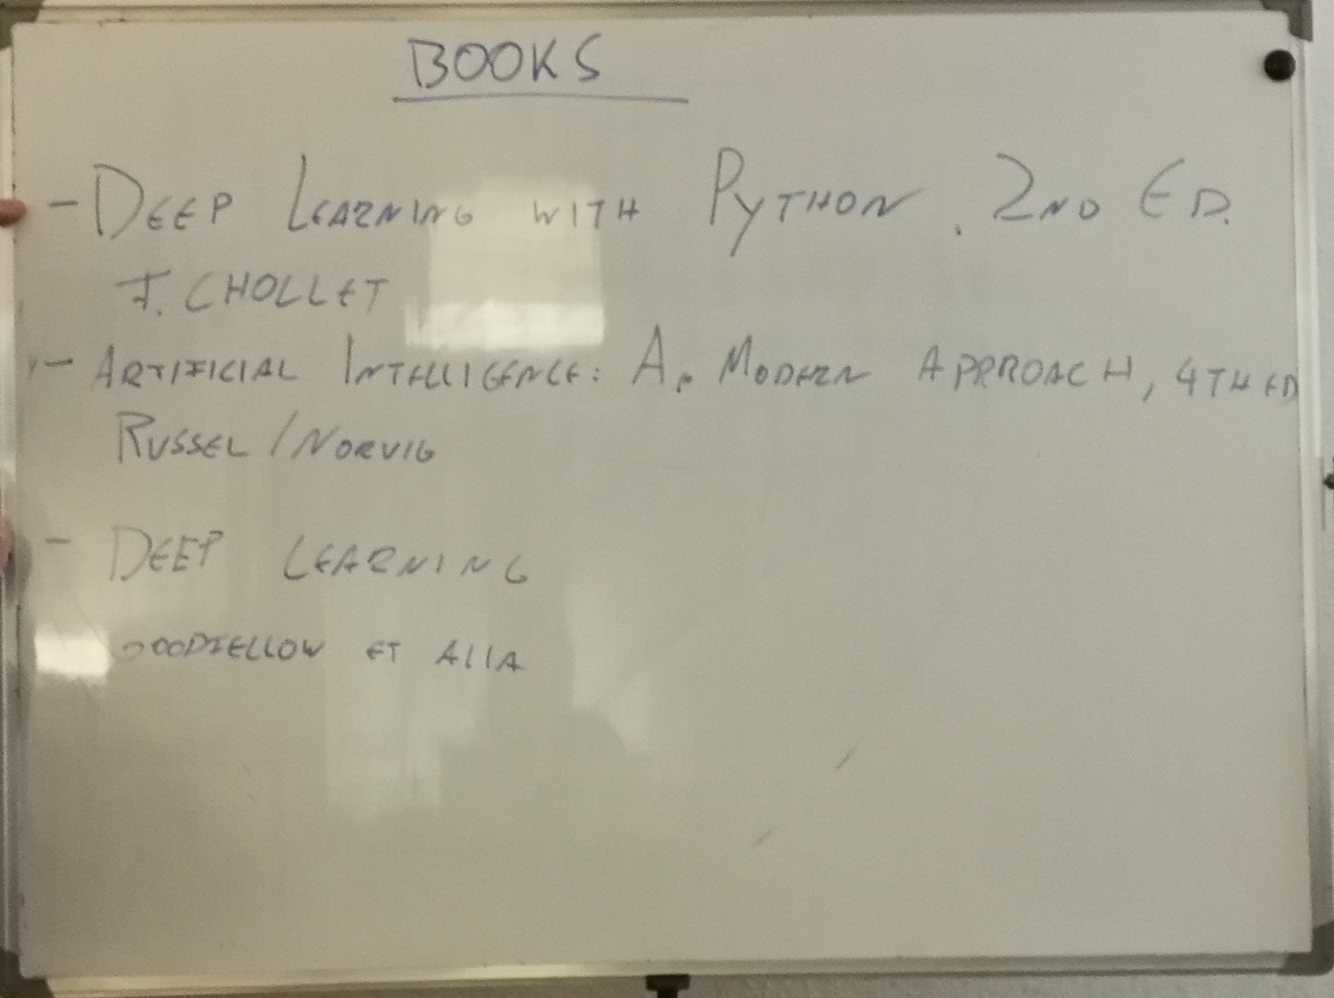 BOOKS
- DEEP LEARNING WITH PYTHON. 2ND ED.
F. CHOLLET
- ARTIFICIAL INTELLIGENCE: A. MODERN APPROACH, 4TH ED
RUSSEL/NORVIG
- DEEP LEARNING
GOODFELLOW ET ALIA